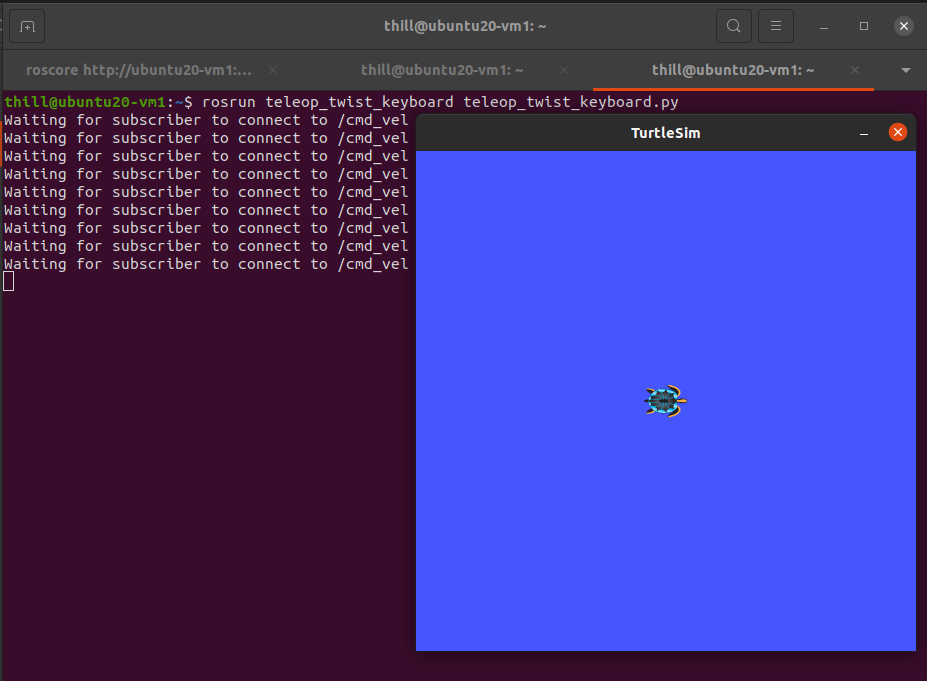 thill@ubuntu20-vm1: ~
roscore http://ubuntu20-vm1:...
thill@ubuntu20-vm1: ~
thill@ubuntu20-vm1: ~
thill@ubuntu20-vm1:~$ rosrun teleop_twist_keyboard teleop_twist_keyboard.py
Waiting for subscriber to connect to /cmd_vel
TurtleSim
Waiting for subscriber to connect to /cmd_vel
Waiting for subscriber to connect to /cmd_vel
Waiting for subscriber to connect to /cmd_vel
Waiting for subscriber to connect to /cmd_vel
Waiting for subscriber to connect to /cmd_vel
Waiting for subscriber to connect to /cmd_vel
Waiting for subscriber to connect to /cmd_vel
Waiting for subscriber to connect to /cmd_vel